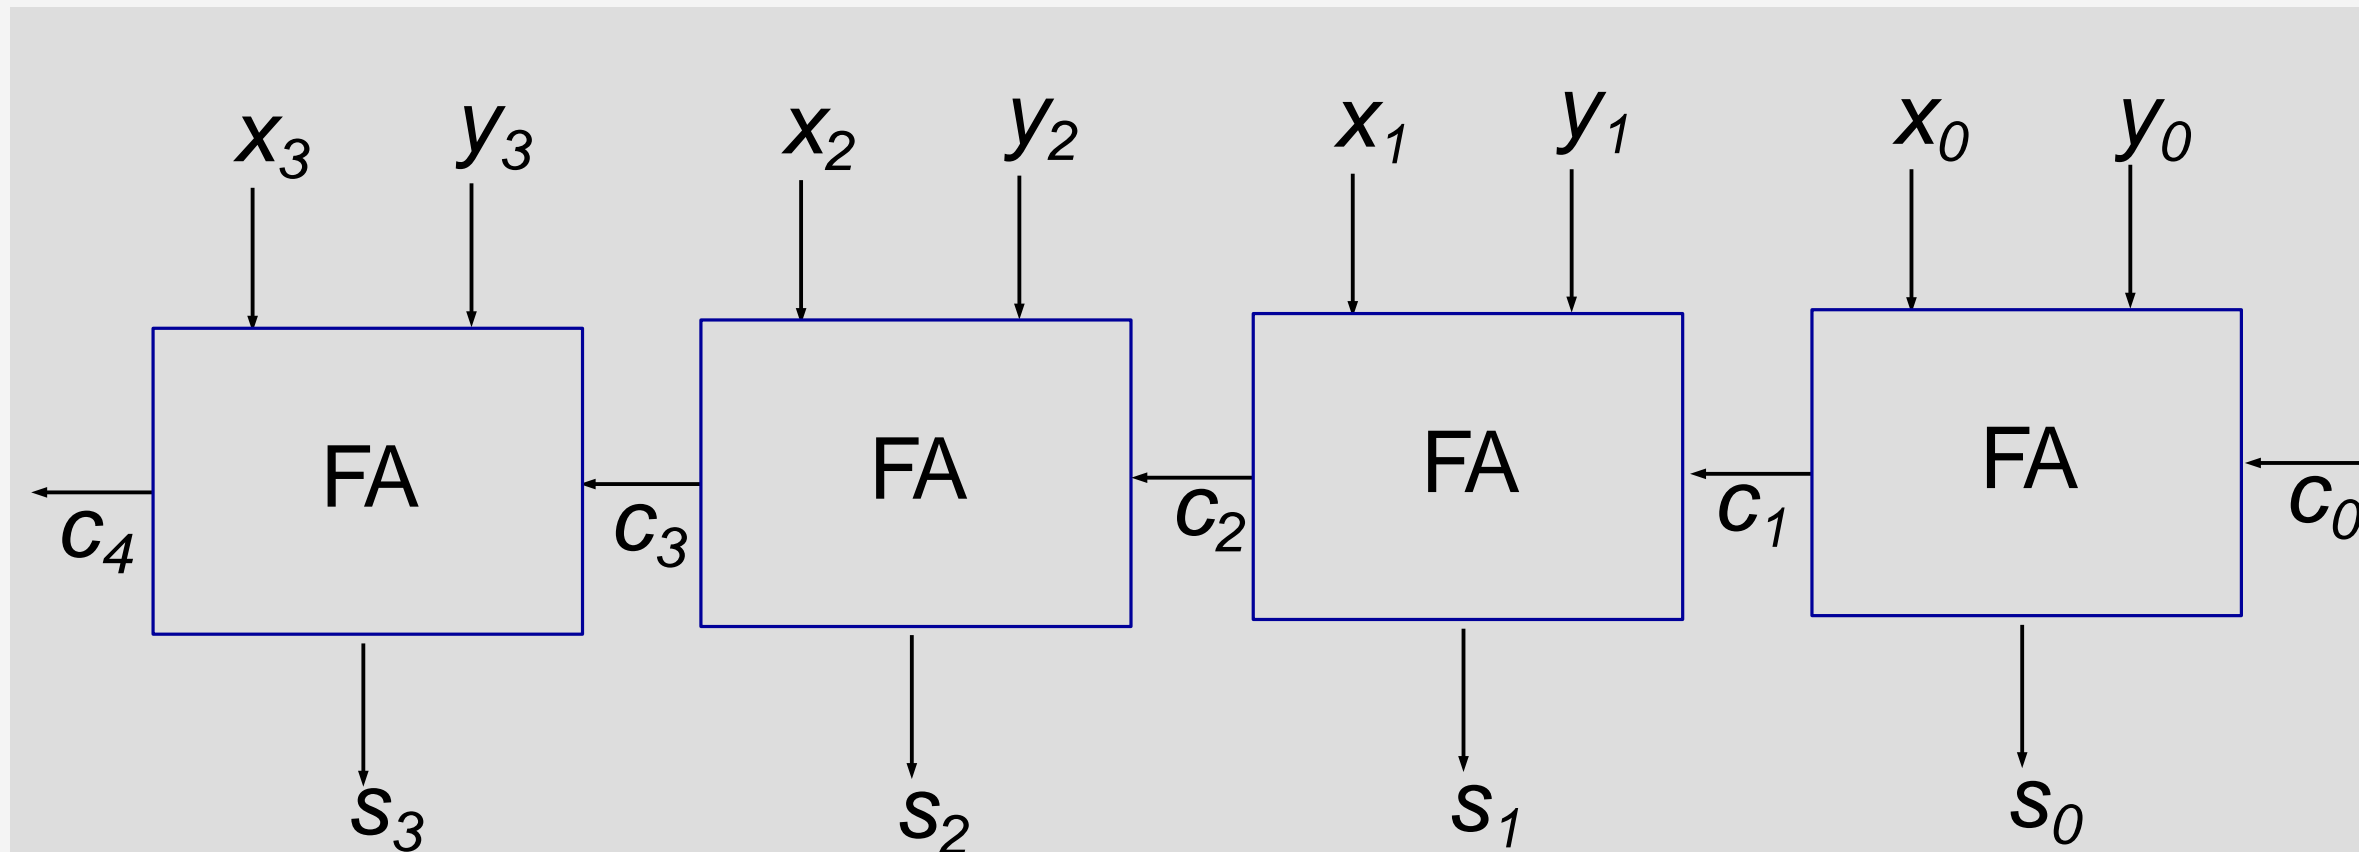 x3 y3 x2 y2 x1 y1 x0 y0
FA FA FA FA
c4 c3 c2 c1 c0
s3 s2 s1 s0